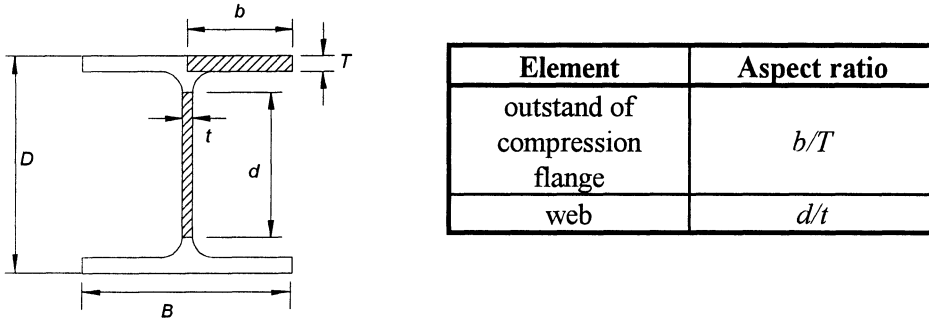 b
T
D
t
d
B
Element Aspect ratio
outstand of
compression
flange
b/T
web d/t